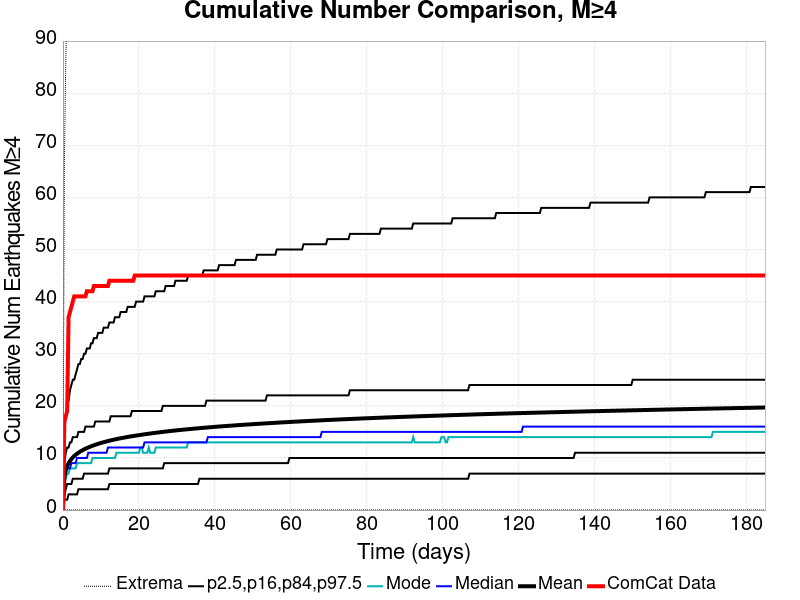 Cumulative Number Comparison, M≥4
Cumulative Num Earthquakes M≥4
90
80
70
60
50
40
30
20
10
0
0 20 40 60 80 100 120 140 160 180
Time (days)
Extrema p2.5,p16,p84,p97.5 Mode Median Mean ComCat Data